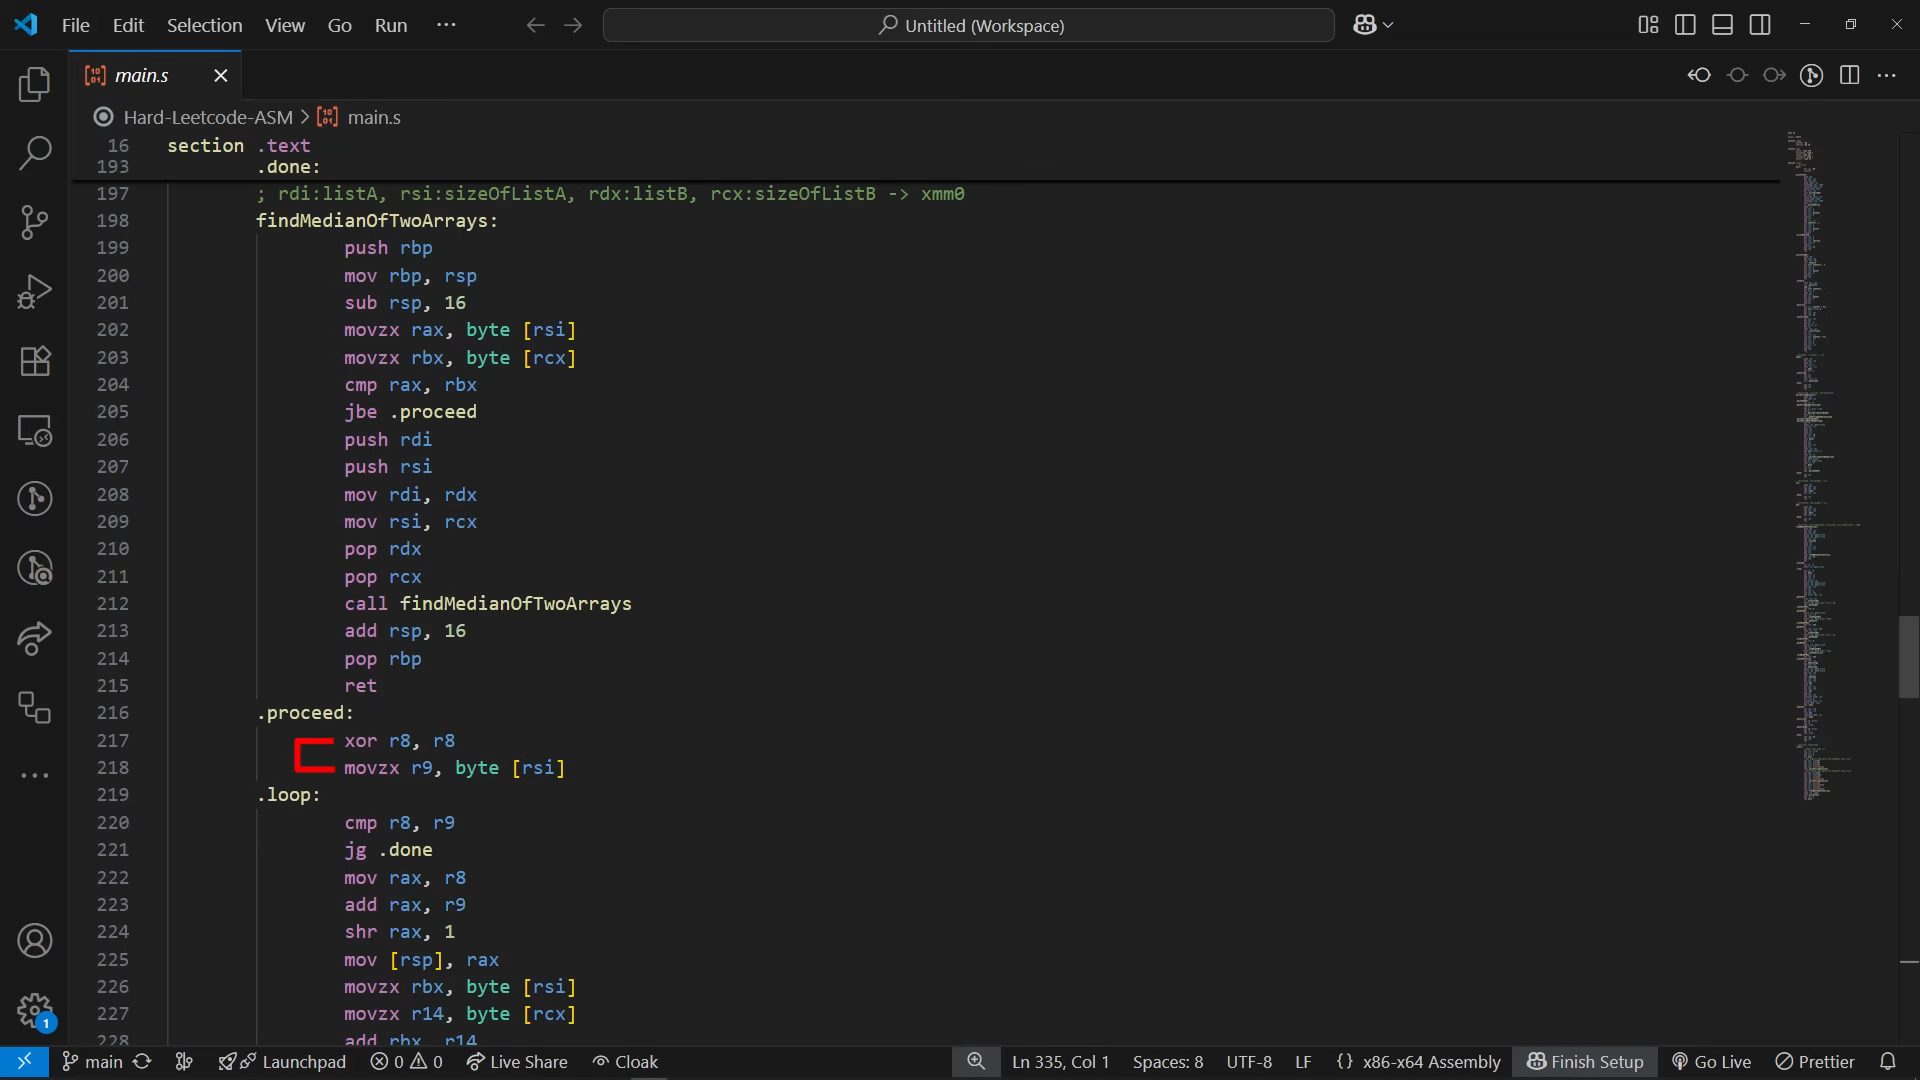 File Edit Selection View Go Run ··· Untitled (Workspace)
main.s
Hard-Leetcode-ASM > main.s
16 section .text
193 .done:
197 ; rdi:listA, rsi:sizeOfListA, rdx:listB, rcx:sizeOfListB -> xmm0
198 findMedianOfTwoArrays:
199 push rbp
200 mov rbp, rsp
201 sub rsp, 16
202 movzx rax, byte [rsi]
203 movzx rbx, byte [rcx]
204 cmp rax, rbx
205 jbe .proceed
206 push rdi
207 push rsi
208 mov rdi, rdx
209 mov rsi, rcx
210 pop rdx
211 pop rcx
212 call findMedianOfTwoArrays
213 add rsp, 16
214 pop rbp
215 ret
216 .proceed:
217 xor r8, r8
218 movzx r9, byte [rsi]
219 .loop:
220 cmp r8, r9
221 jg .done
222 mov rax, r8
223 add rax, r9
224 shr rax, 1
225 mov [rsp], rax
226 movzx rbx, byte [rsi]
227 movzx r14, byte [rcx]
228 add rbx, r14
1
main Launchpad 0 0 Live Share Cloak Ln 335, Col 1 Spaces: 8 UTF-8 LF {} x86-x64 Assembly Finish Setup Go Live Prettier